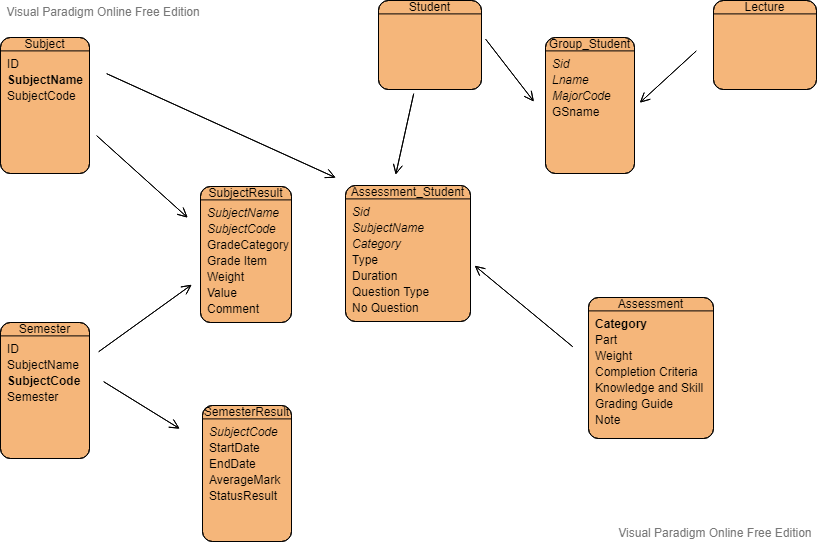 Visual Paradigm Online Free Edition
Subject
ID
SubjectName
SubjectCode
Student
Group_Student
Sid
Lname
MajorCode
GSname
Lecture
SubjectResult
SubjectName
SubjectCode
GradeCategory
Grade Item
Weight
Value
Comment
Assessment_Student
Sid
SubjectName
Category
Type
Duration
Question Type
No Question
Assessment
Category
Part
Weight
Completion Criteria
Knowledge and Skill
Grading Guide
Note
Semester
ID
SubjectName
SubjectCode
Semester
SemesterResult
SubjectCode
StartDate
EndDate
AverageMark
StatusResult
Visual Paradigm Online Free Edition